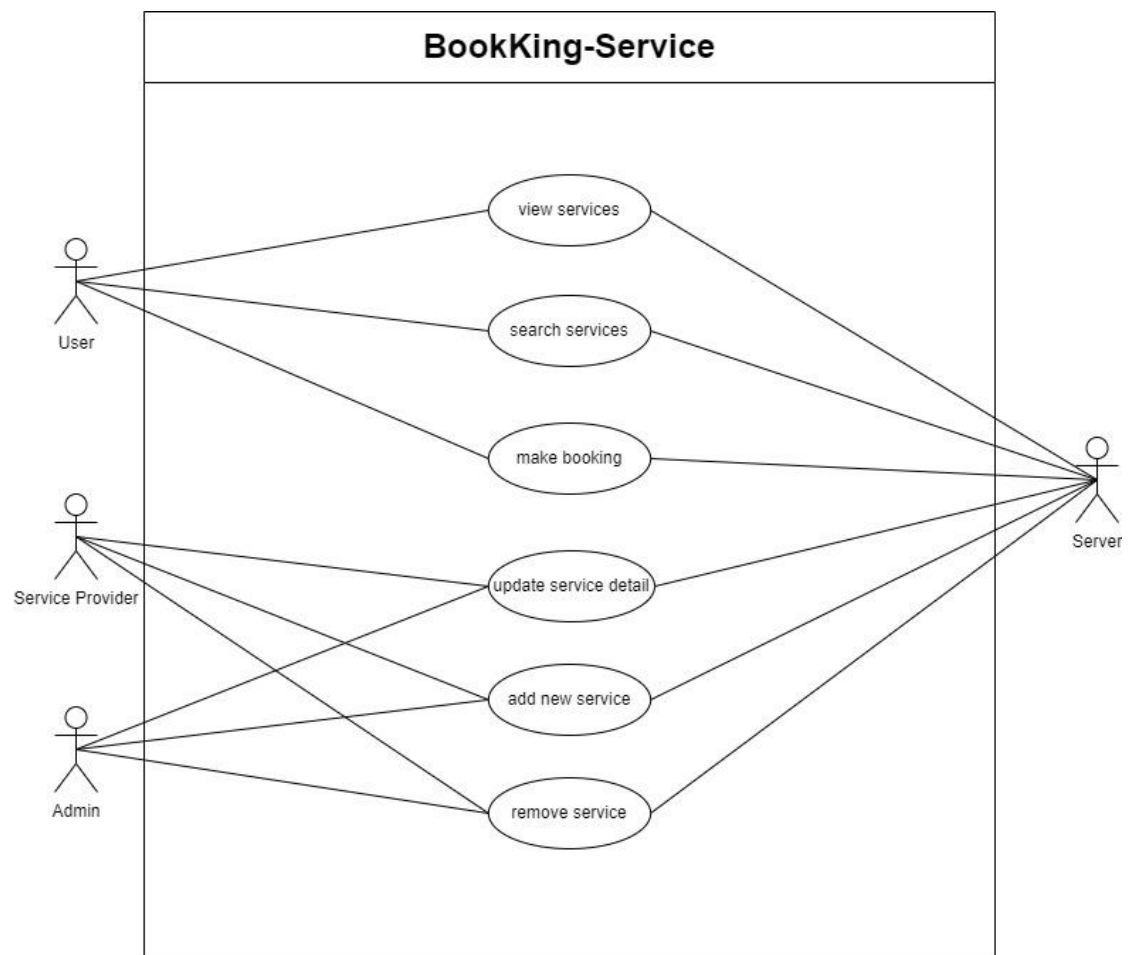 BookKing-Service
view services
User
search services
make booking
Server
Service Provider
update service detail
add new service
Admin
remove service